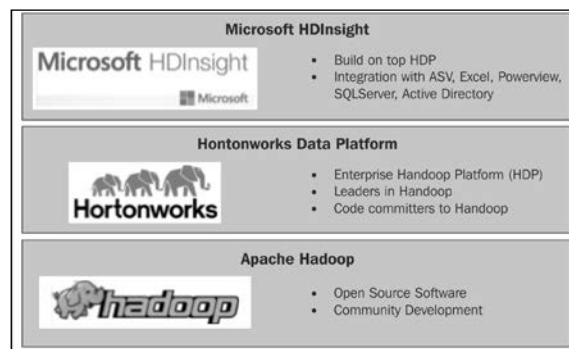 Microsoft HDInsight
Microsoft HDInsight
Microsoft
• Build on top HDP
• Integration with ASV, Excel, Powerview,
SQLServer, Active Directory
Hontonworks Data Platform
Hortonworks
• Enterprise Handoop Platform (HDP)
• Leaders in Handoop
• Code committers to Handoop
Apache Hadoop
hadoop
• Open Source Software
• Community Development